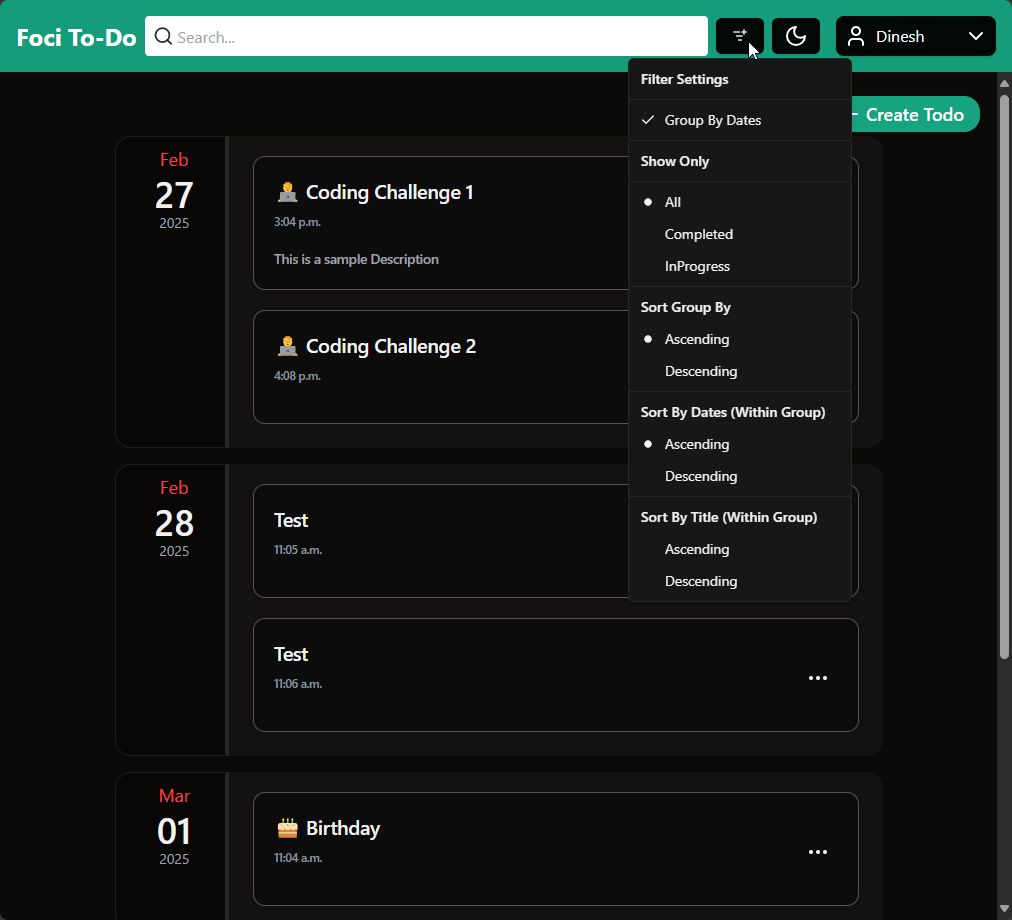 Foci To-Do
Search...
Dinesh
Filter Settings
Group By Dates
Show Only
All
Completed
InProgress
Sort Group By
Ascending
Descending
Sort By Dates (Within Group)
Ascending
Descending
Sort By Title (Within Group)
Ascending
Descending
Create Todo
Feb
27
2025
Coding Challenge 1
3:04 p.m.
This is a sample Description
Coding Challenge 2
4:08 p.m.
Feb
28
2025
Test
11:05 a.m.
Test
11:06 a.m.
Mar
01
2025
Birthday
11:04 a.m.